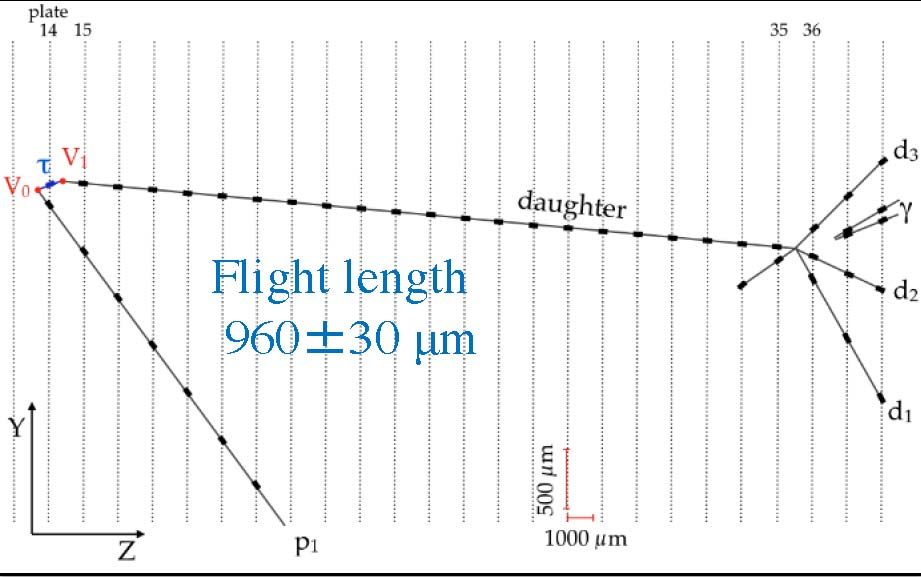 plate
14 15
35 36
τ
V₁
V₀
daughter
d₃
γ
d₂
d₁
Flight length
960±30 μm
Y
Z
p₁
500 μm
1000 μm